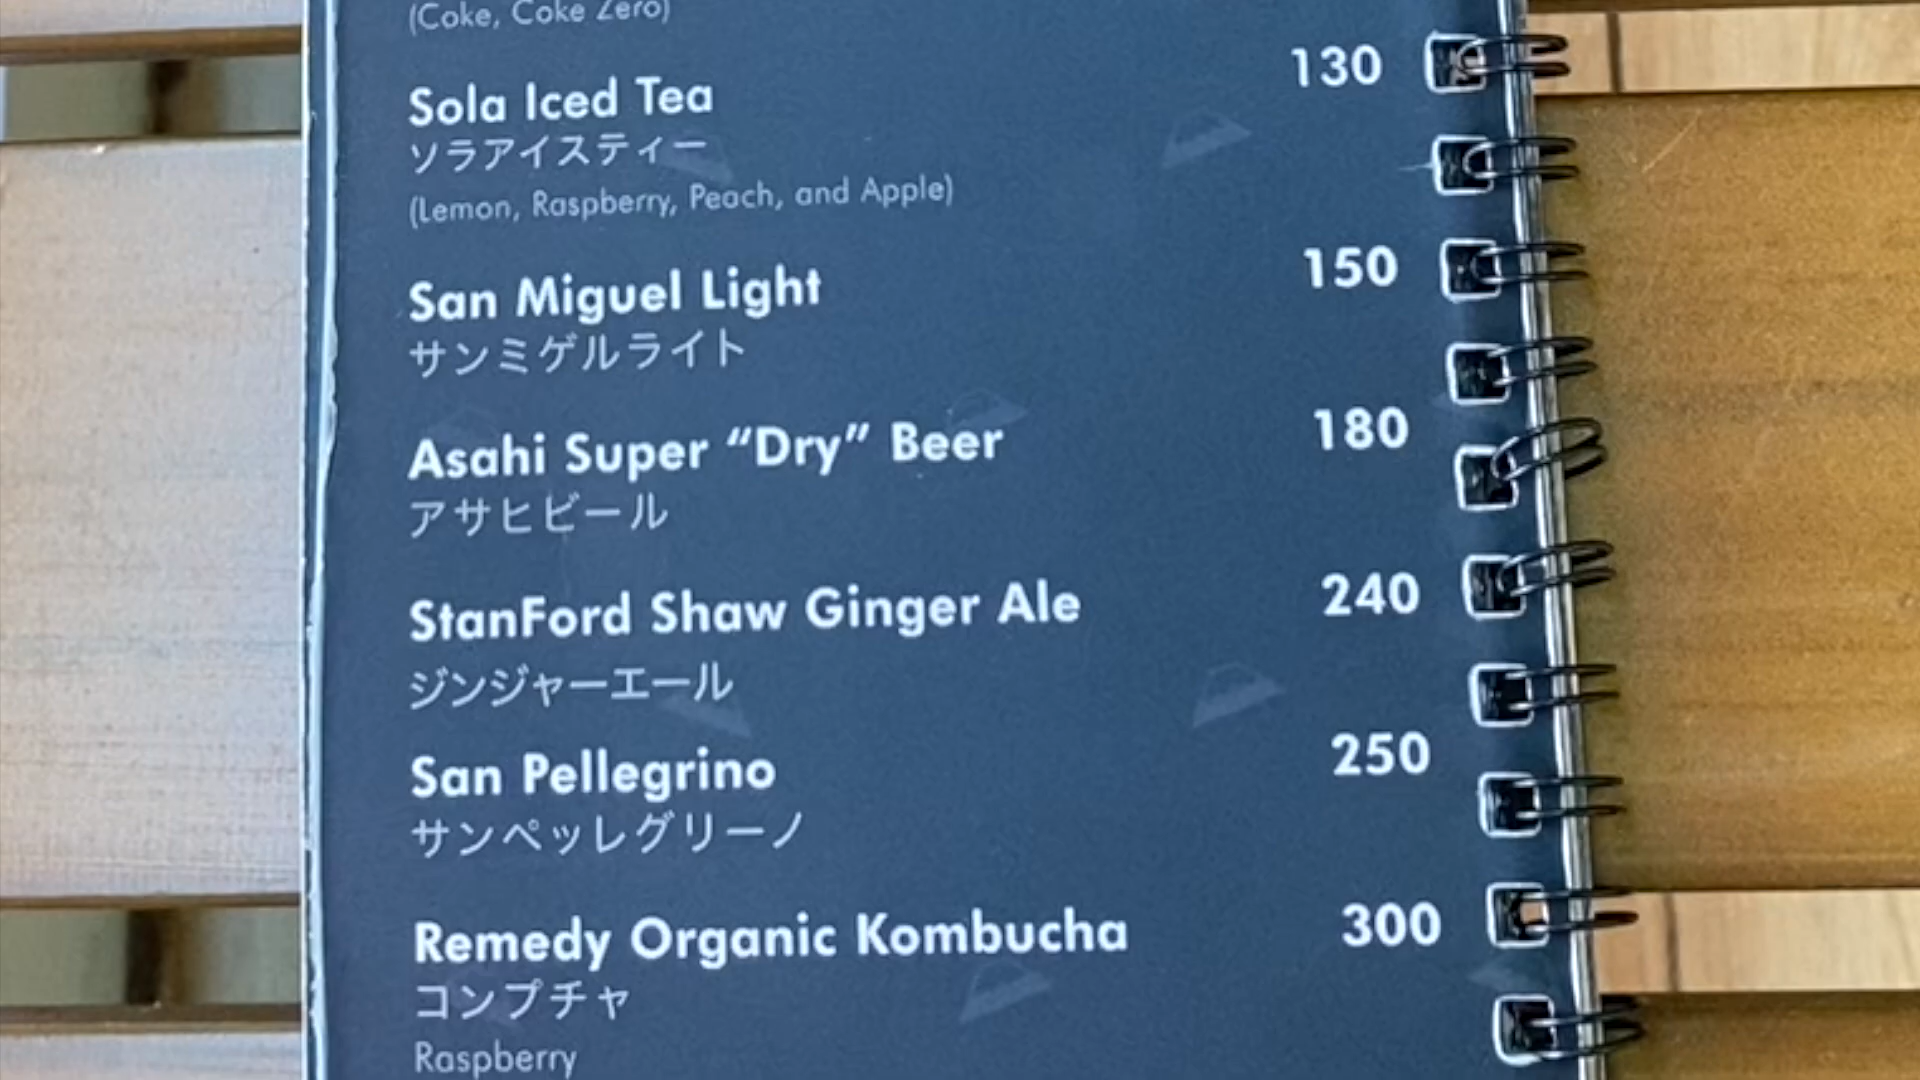 (Coke, Coke Zero)
Sola Iced Tea 130
ソラアイスティー
(Lemon, Raspberry, Peach, and Apple)
San Miguel Light 150
サンミゲルライト
Asahi Super “Dry” Beer 180
アサヒビール
StanFord Shaw Ginger Ale 240
ジンジャーエール
San Pellegrino 250
サンペッレグリーノ
Remedy Organic Kombucha 300
コンプチャ
Raspberry